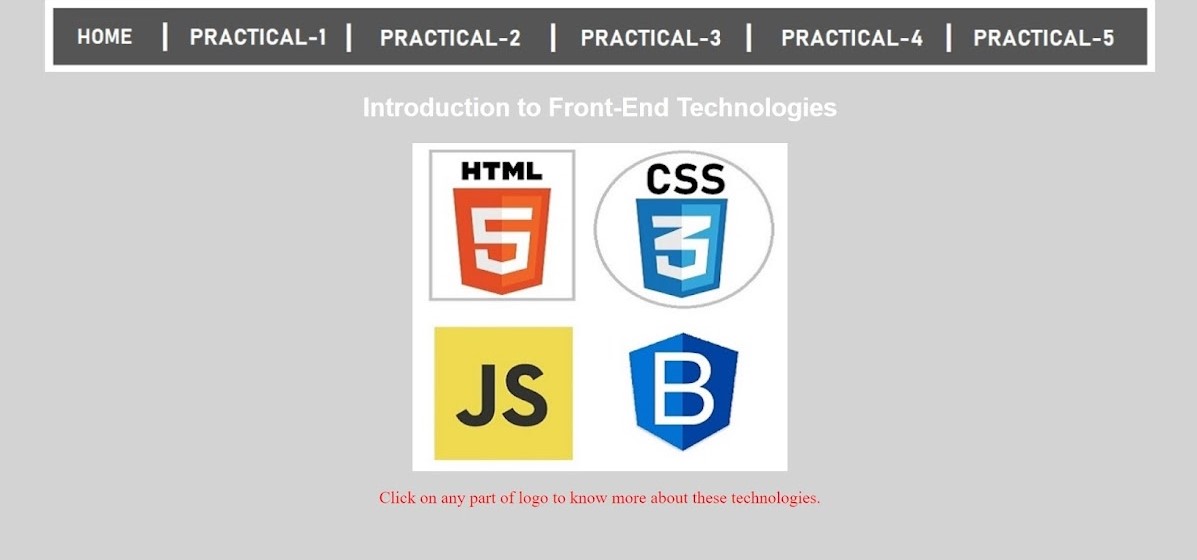 HOME | PRACTICAL-1 | PRACTICAL-2 | PRACTICAL-3 | PRACTICAL-4 | PRACTICAL-5
Introduction to Front-End Technologies
HTML CSS
5 3
JS B
Click on any part of logo to know more about these technologies.